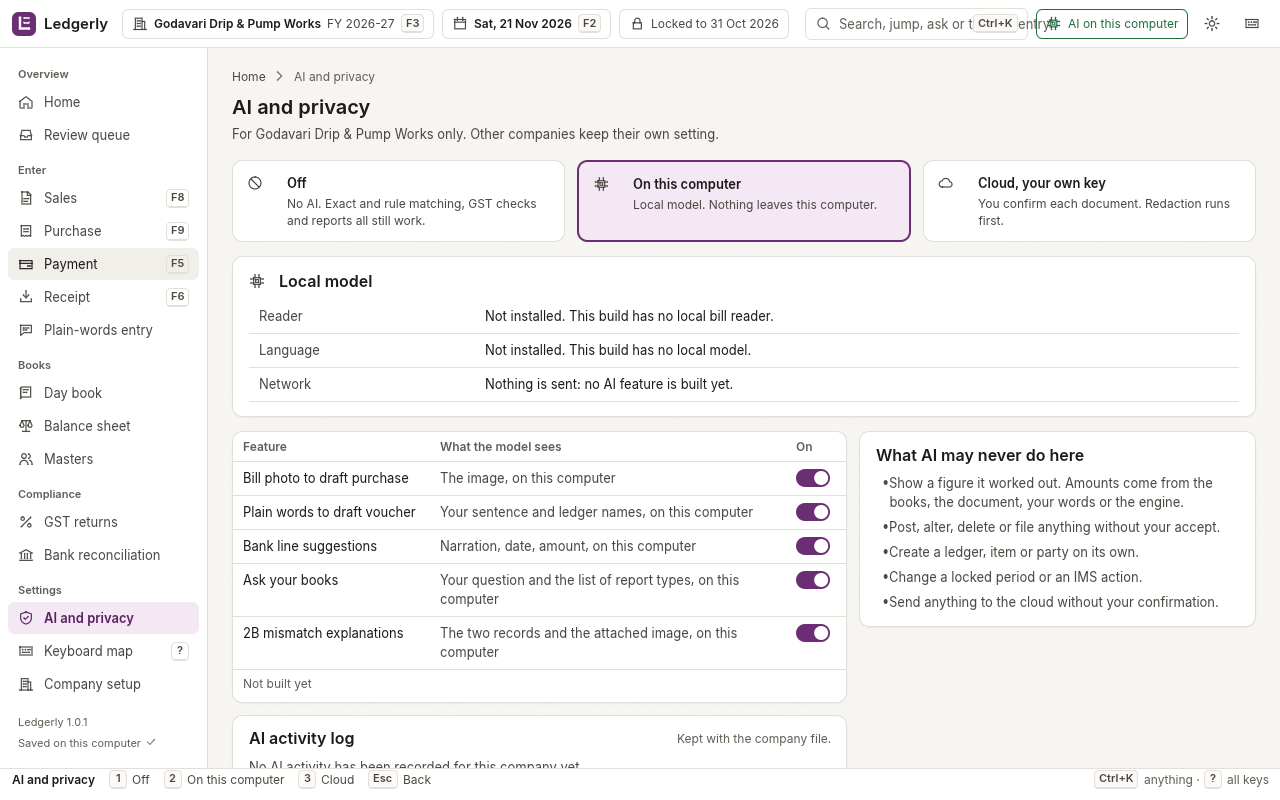 Ledgerly
Godavari Drip & Pump Works FY 2026-27 F3
Sat, 21 Nov 2026 F2
Locked to 31 Oct 2026
Search, jump, ask or t Ctrl+K entry
AI on this computer
Overview
Home
Review queue
Enter
Sales F8
Purchase F9
Payment F5
Receipt F6
Plain-words entry
Books
Day book
Balance sheet
Masters
Compliance
GST returns
Bank reconciliation
Settings
AI and privacy
Keyboard map ?
Company setup
Ledgerly 1.0.1
Saved on this computer
Home > AI and privacy
AI and privacy
For Godavari Drip & Pump Works only. Other companies keep their own setting.
Off
No AI. Exact and rule matching, GST checks
and reports all still work.
On this computer
Local model. Nothing leaves this computer.
Cloud, your own key
You confirm each document. Redaction runs
first.
Local model
Reader Not installed. This build has no local bill reader.
Language Not installed. This build has no local model.
Network Nothing is sent: no AI feature is built yet.
Feature What the model sees On
Bill photo to draft purchase The image, on this computer
Plain words to draft voucher Your sentence and ledger names, on this computer
Bank line suggestions Narration, date, amount, on this computer
Ask your books Your question and the list of report types, on this
computer
2B mismatch explanations The two records and the attached image, on this
computer
Not built yet
What AI may never do here
•Show a figure it worked out. Amounts come from the
books, the document, your words or the engine.
•Post, alter, delete or file anything without your accept.
•Create a ledger, item or party on its own.
•Change a locked period or an IMS action.
•Send anything to the cloud without your confirmation.
AI activity log Kept with the company file.
No AI activity has been recorded for this company yet
AI and privacy 1 Off 2 On this computer 3 Cloud Esc Back
Ctrl+K anything · ? all keys